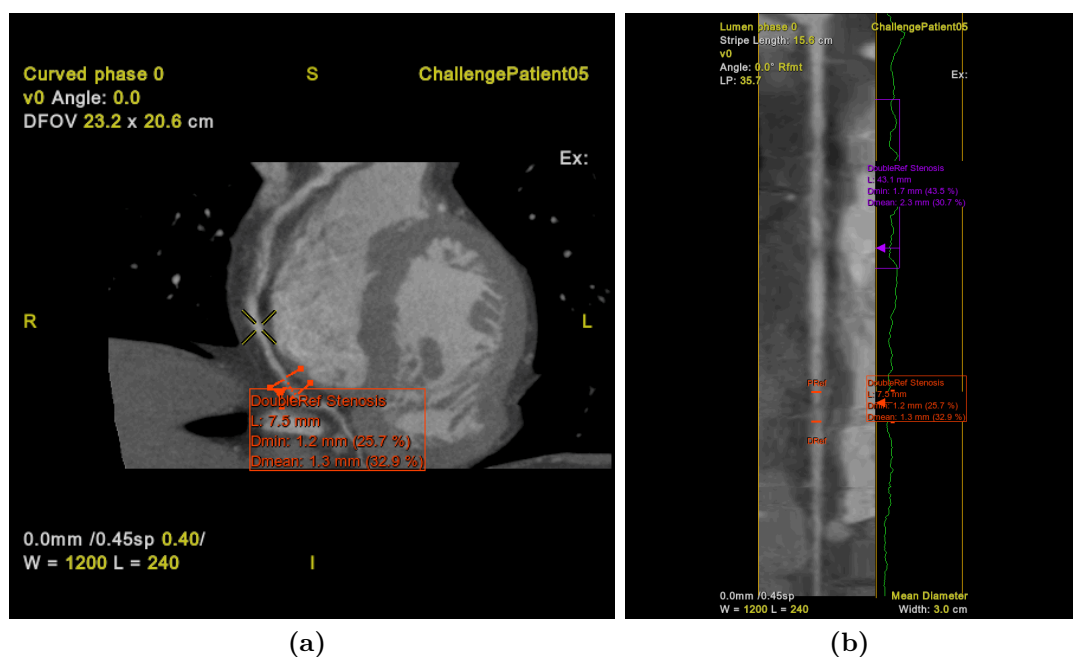 Curved phase 0
S
ChallengePatient05
v0 Angle: 0.0
DFOV 23.2 x 20.6 cm
Ex:
R
L
DoubleRef Stenosis
L: 7.5 mm
Dmin: 1.2 mm (25.7 %)
Dmean: 1.3 mm (32.9 %)
0.0mm /0.45sp 0.40/
W = 1200 L = 240
I
(a)
Lumen phase 0
ChallengePatient05
Stripe Length: 15.6 cm
v0
Angle: 0.0° Rfmt
Ex:
LP: 35.7
DoubleRef Stenosis
L: 43.1 mm
Dmin: 1.7 mm (43.5 %)
Dmean: 2.3 mm (30.7 %)
PRef
DoubleRef Stenosis
L: 7.5 mm
Dmin: 1.2 mm (25.7 %)
Dmean: 1.3 mm (32.9 %)
DRef
0.0mm /0.45sp
Mean Diameter
W = 1200 L = 240
Width: 3.0 cm
(b)